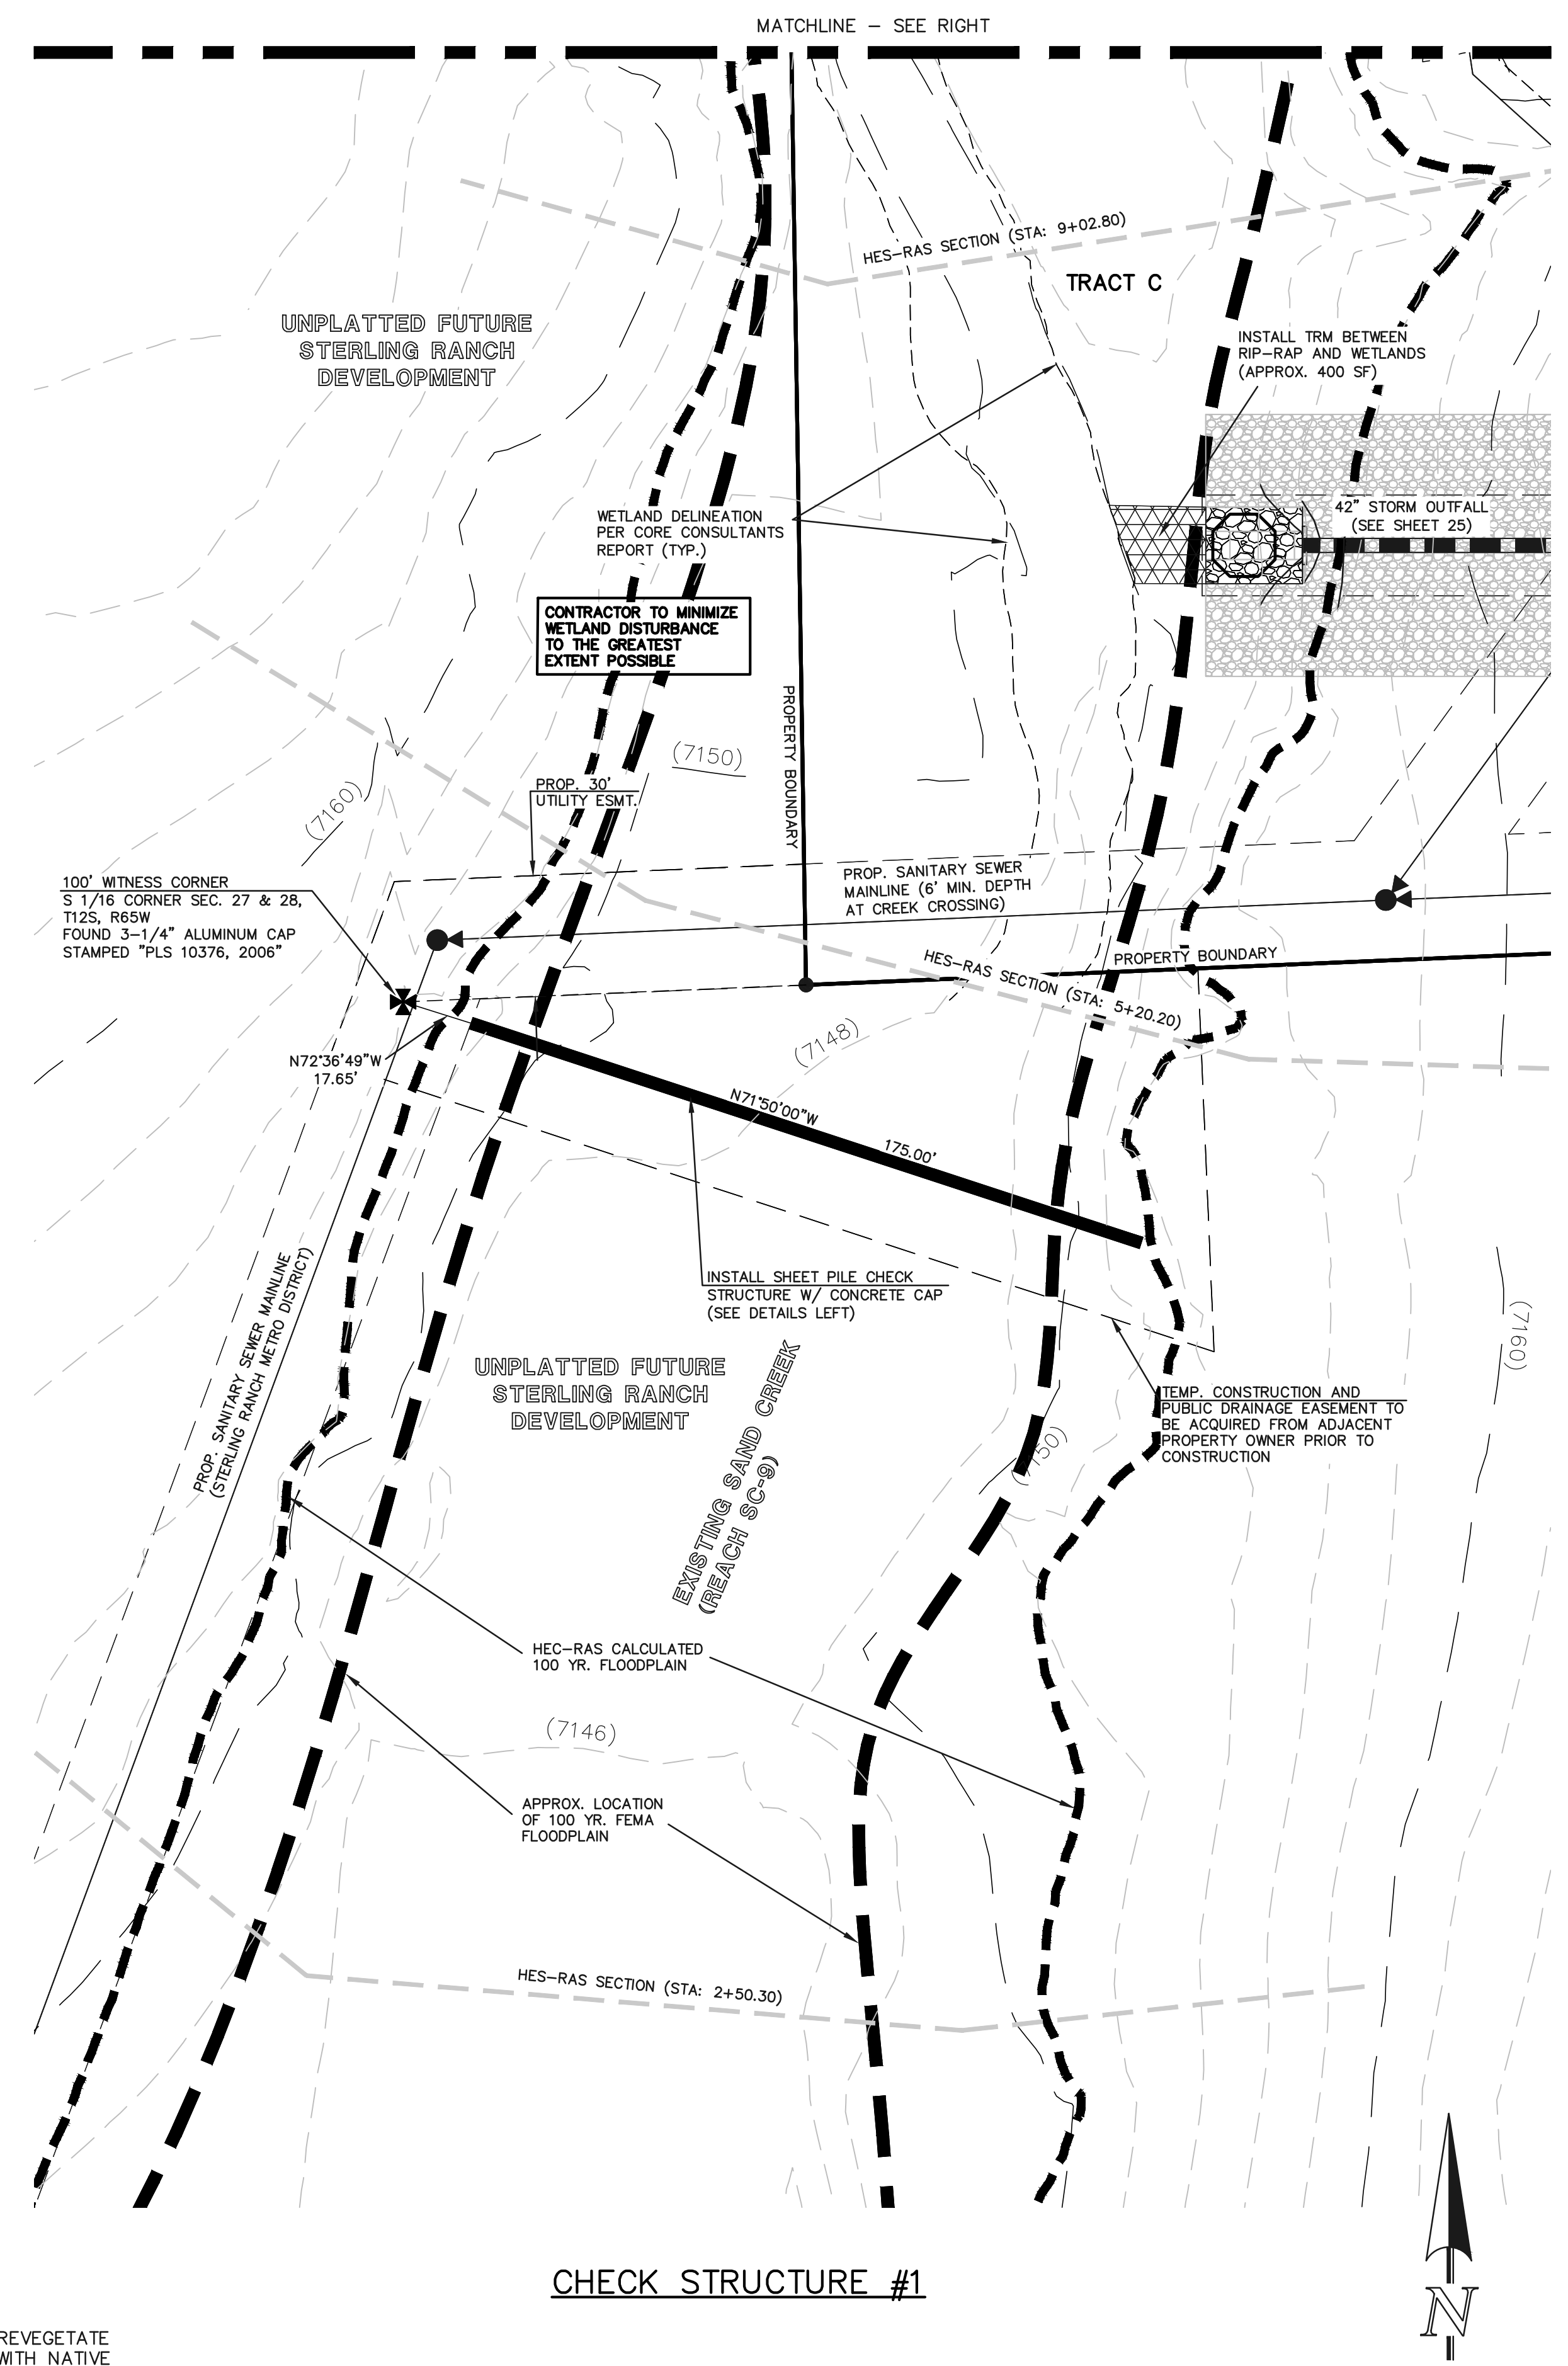 MATCHLINE – SEE RIGHT
HES–RAS SECTION (STA: 9+02.80)
TRACT C
UNPLATTED FUTURE
STERLING RANCH
DEVELOPMENT
INSTALL TRM BETWEEN
RIP–RAP AND WETLANDS
(APPROX. 400 SF)
42" STORM OUTFALL
(SEE SHEET 25)
WETLAND DELINEATION
PER CORE CONSULTANTS
REPORT (TYP.)
CONTRACTOR TO MINIMIZE
WETLAND DISTURBANCE
TO THE GREATEST
EXTENT POSSIBLE
PROPERTY BOUNDARY
(7150)
(7160)
PROP. 30'
UTILITY ESMT.
100' WITNESS CORNER
S 1/16 CORNER SEC. 27 & 28,
T12S, R65W
FOUND 3–1/4" ALUMINUM CAP
STAMPED "PLS 10376, 2006"
PROP. SANITARY SEWER
MAINLINE (6' MIN. DEPTH
AT CREEK CROSSING)
PROPERTY BOUNDARY
HES–RAS SECTION (STA: 5+20.20)
(7148)
N72°36'49"W
17.65'
N71°50'00"W
175.00'
INSTALL SHEET PILE CHECK
STRUCTURE W/ CONCRETE CAP
(SEE DETAILS LEFT)
PROP. SANITARY SEWER MAINLINE
(STERLING RANCH METRO DISTRICT)
UNPLATTED FUTURE
STERLING RANCH
DEVELOPMENT
EXISTING SAND CREEK
(REACH SC–9)
(7160)
TEMP. CONSTRUCTION AND
PUBLIC DRAINAGE EASEMENT TO
BE ACQUIRED FROM ADJACENT
PROPERTY OWNER PRIOR TO
CONSTRUCTION
(7150)
HEC–RAS CALCULATED
100 YR. FLOODPLAIN
(7146)
APPROX. LOCATION
OF 100 YR. FEMA
FLOODPLAIN
HES–RAS SECTION (STA: 2+50.30)
CHECK STRUCTURE #1
N
REVEGETATE
WITH NATIVE